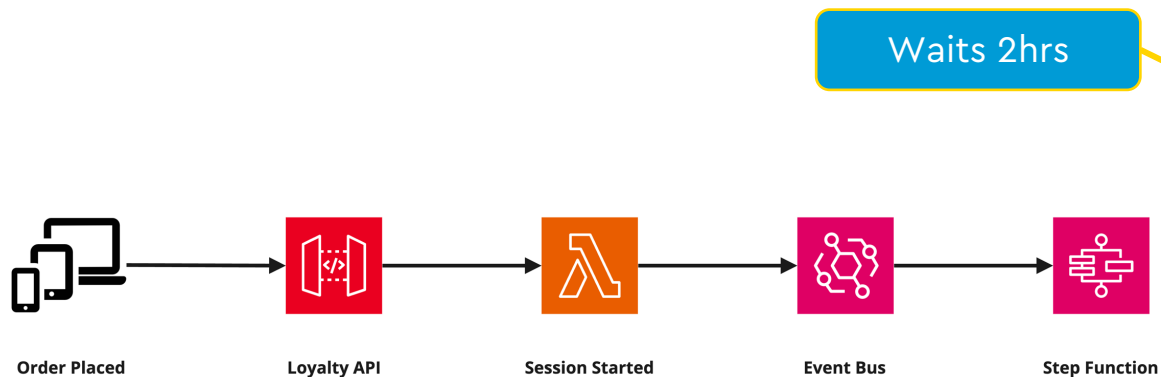 Waits 2hrs
</>
Order Placed
Loyalty API
Session Started
Event Bus
Step Function